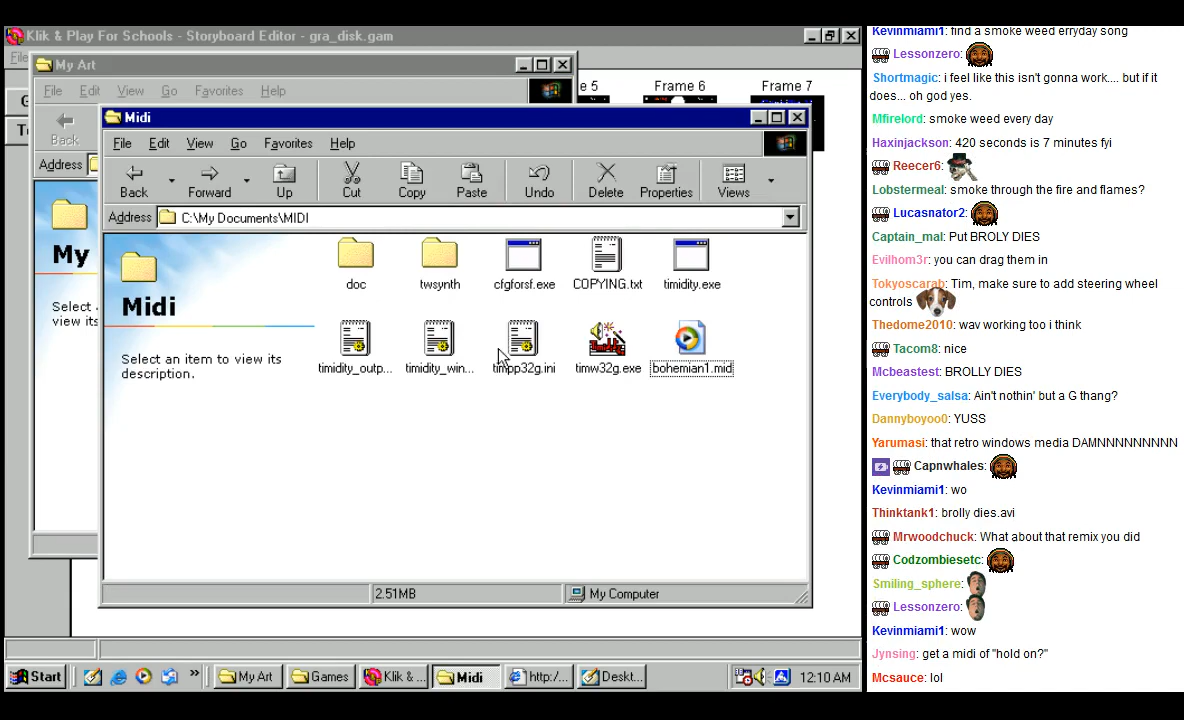 Klik & Play For Schools - Storyboard Editor - gra_disk.gam
File
My Art
File Edit View Go Favorites Help
e 5 Frame 6 Frame 7
Back
Address
My
Select
view its
Midi
File Edit View Go Favorites Help
Back Forward Up Cut Copy Paste Undo Delete Properties Views
Address C:\My Documents\MIDI
Midi
Select an item to view its
description.
doc twsynth cfgforsf.exe COPYING.txt timidity.exe
timidity_outp... timidity_win... timpp32g.ini timw32g.exe bohemian1.mid
2.51MB My Computer
Start » My Art Games Klik & ... Midi http:/... Deskt... 12:10 AM
Kevinmiami1: find a smoke weed erryday song
Lessonzero:
Shortmagic: i feel like this isn't gonna work.... but if it
does... oh god yes.
Mfirelord: smoke weed every day
Haxinjackson: 420 seconds is 7 minutes fyi
Reecer6:
Lobstermeal: smoke through the fire and flames?
Lucasnator2:
Captain_mal: Put BROLY DIES
Evilhom3r: you can drag them in
Tokyoscarab: Tim, make sure to add steering wheel
controls
Thedome2010: wav working too i think
Tacom8: nice
Mcbeastest: BROLLY DIES
Everybody_salsa: Ain't nothin' but a G thang?
Dannyboyoo0: YUSS
Yarumasi: that retro windows media DAMNNNNNNNNN
Capnwhales:
Kevinmiami1: wo
Thinktank1: brolly dies.avi
Mrwoodchuck: What about that remix you did
Codzombiesetc:
Smiling_sphere:
Lessonzero:
Kevinmiami1: wow
Jynsing: get a midi of "hold on?"
Mcsauce: lol